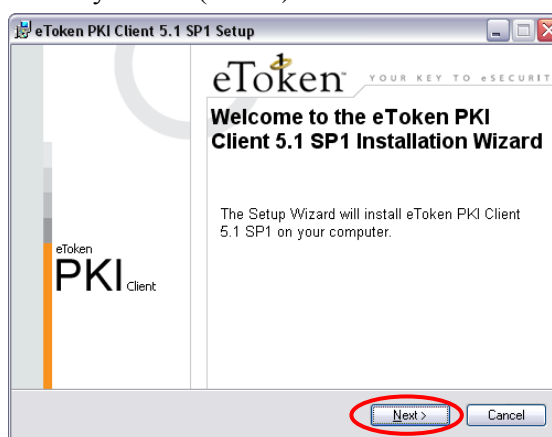 eToken PKI Client 5.1 SP1 Setup
eToken
YOUR KEY TO eSECURIT
Welcome to the eToken PKI
Client 5.1 SP1 Installation Wizard
The Setup Wizard will install eToken PKI Client
5.1 SP1 on your computer.
eToken
PKI Client
Next >
Cancel